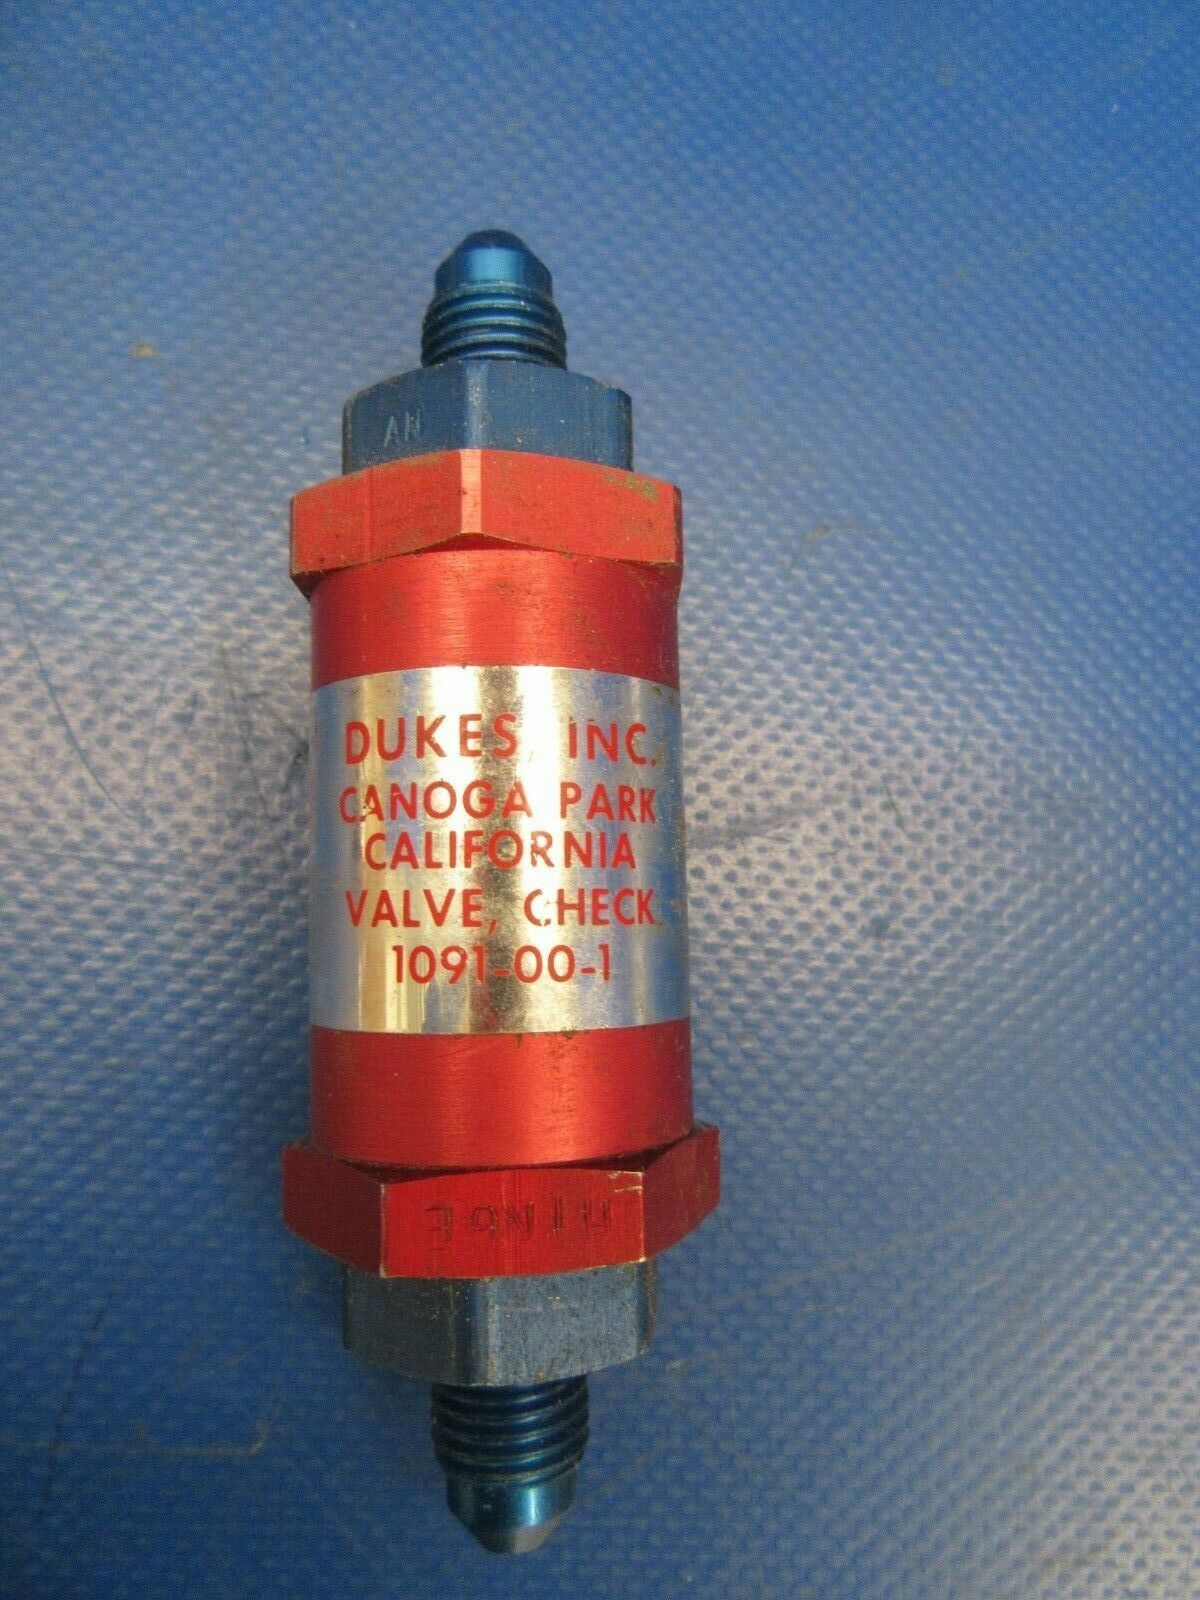 AN
DUKES, INC.
CANOGA PARK
CALIFORNIA
VALVE, CHECK
1091-00-1